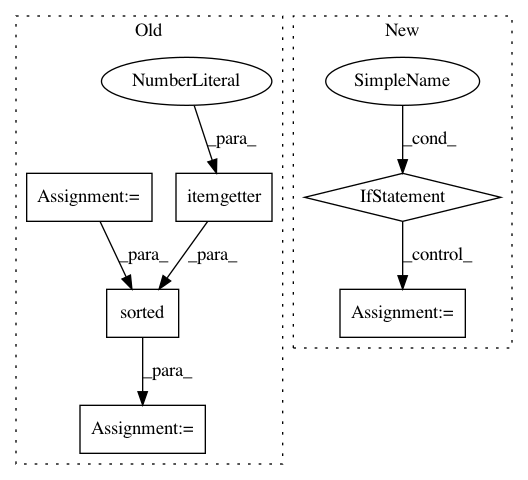 Old
New
NumberLiteral
SimpleName
_para_
_cond_
Assignment:=
itemgetter
IfStatement
_para_
_para_
_control_
sorted
Assignment:=
_para_
Assignment:=